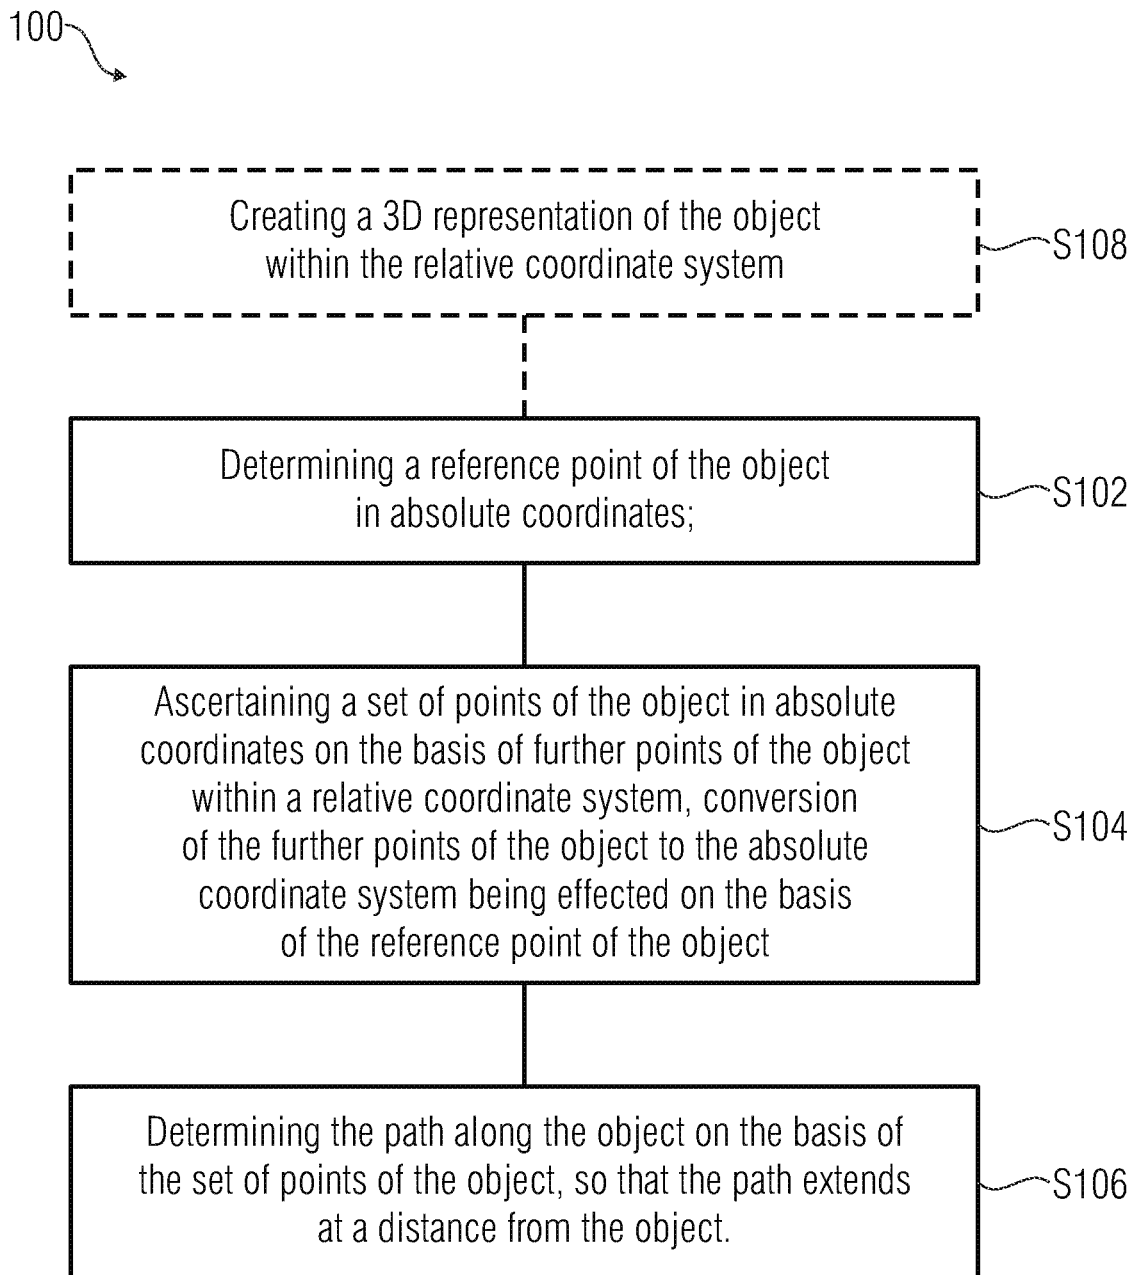 100
Creating a 3D representation of the object
within the relative coordinate system
S108
Determining a reference point of the object
in absolute coordinates;
S102
Ascertaining a set of points of the object in absolute
coordinates on the basis of further points of the object
within a relative coordinate system, conversion
of the further points of the object to the absolute
coordinate system being effected on the basis
of the reference point of the object
S104
Determining the path along the object on the basis of
the set of points of the object, so that the path extends
at a distance from the object.
S106